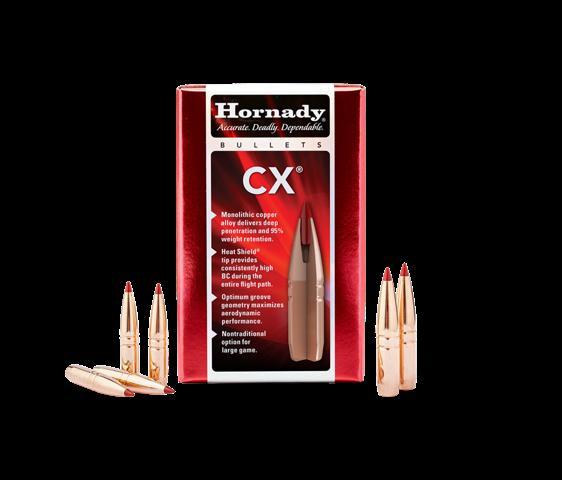 Hornady®
Accurate. Deadly. Dependable.
BULLETS
CX®
Monolithic copper
alloy delivers deep
penetration and 95%
weight retention.
Heat Shield®
tip provides
consistently high
BC during the
entire flight path.
Optimum groove
geometry maximizes
aerodynamic
performance.
Nontraditional
option for
large game.